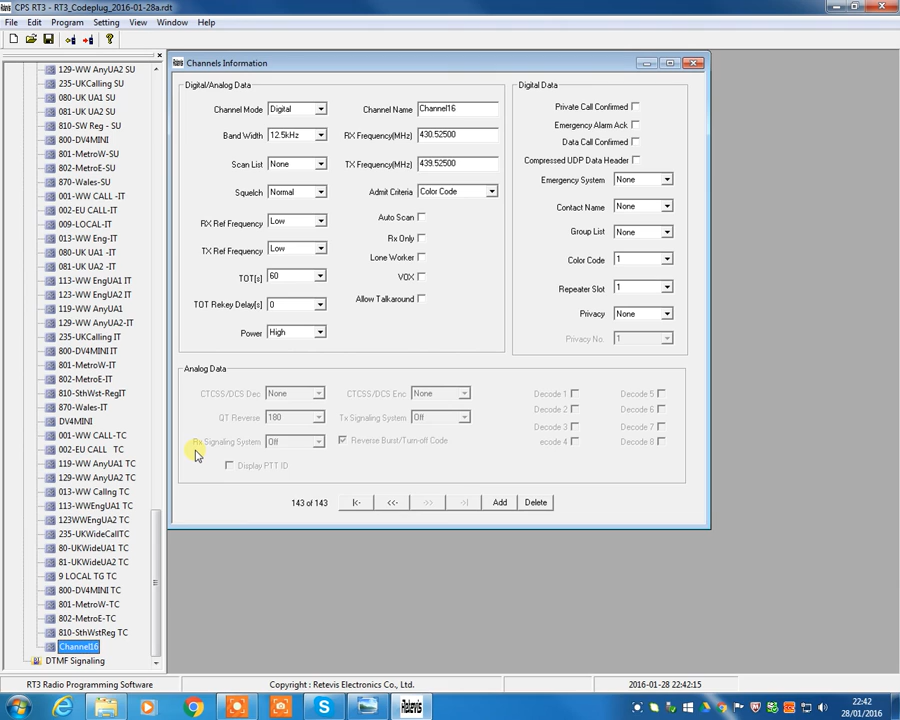 CPS RT3 - RT3_Codeplug_2016-01-28a.rdt
File Edit Program Setting View Window Help
129-WW AnyUA2 SU
235-UKCalling SU
080-UK UA1 SU
081-UK UA2 SU
810-SW Reg - SU
800-DV4MINI
801-MetroW-SU
802-MetroE-SU
870-Wales-SU
001-WW CALL -IT
002-EU CALL-IT
009-LOCAL-IT
013-WW Eng-IT
080-UK UA1 -IT
081-UK UA2 -IT
113-WW EngUA1 IT
123-WW EngUA2 IT
119-WW AnyUA1
129-WW AnyUA2-IT
235-UKCalling IT
800-DV4MINI IT
801-MetroW-IT
802-MetroE-IT
810-SthWst-RegIT
870-Wales-IT
DV4MINI
001-WW CALL-TC
002-EU CALL TC
119-WW AnyUA1 TC
129-WW AnyUA2 TC
013-WW Callng TC
113-WWEngUA1 TC
123WWEngUA2 TC
235-UKWideCallTC
80-UKWideUA1 TC
81-UKWideUA2 TC
9 LOCAL TG TC
800-DV4MINI TC
801-MetroW-TC
802-MetroE-TC
810-SthWstReg TC
Channel16
DTMF Signaling
Channels Information
Digital/Analog Data
Channel Mode Digital
Band Width 12.5kHz
Scan List None
Squelch Normal
RX Ref Frequency Low
TX Ref Frequency Low
TOT[s] 60
TOT Rekey Delay[s] 0
Power High
Channel Name Channel16
RX Frequency(MHz) 430.52500
TX Frequency(MHz) 439.52500
Admit Criteria Color Code
Auto Scan
Rx Only
Lone Worker
VOX
Allow Talkaround
Digital Data
Private Call Confirmed
Emergency Alarm Ack
Data Call Confirmed
Compressed UDP Data Header
Emergency System None
Contact Name None
Group List None
Color Code 1
Repeater Slot 1
Privacy None
Privacy No. 1
Analog Data
CTCSS/DCS Dec None
QT Reverse 180
Rx Signaling System Off
Display PTT ID
CTCSS/DCS Enc None
Tx Signaling System Off
Reverse Burst/Turn-off Code
Decode 1
Decode 2
Decode 3
ecode 4
Decode 5
Decode 6
Decode 7
Decode 8
143 of 143 |<- <<- ->> ->| Add Delete
RT3 Radio Programming Software
Copyright : Retevis Electronics Co., Ltd.
2016-01-28 22:42:15
Retevis
22:42
28/01/2016